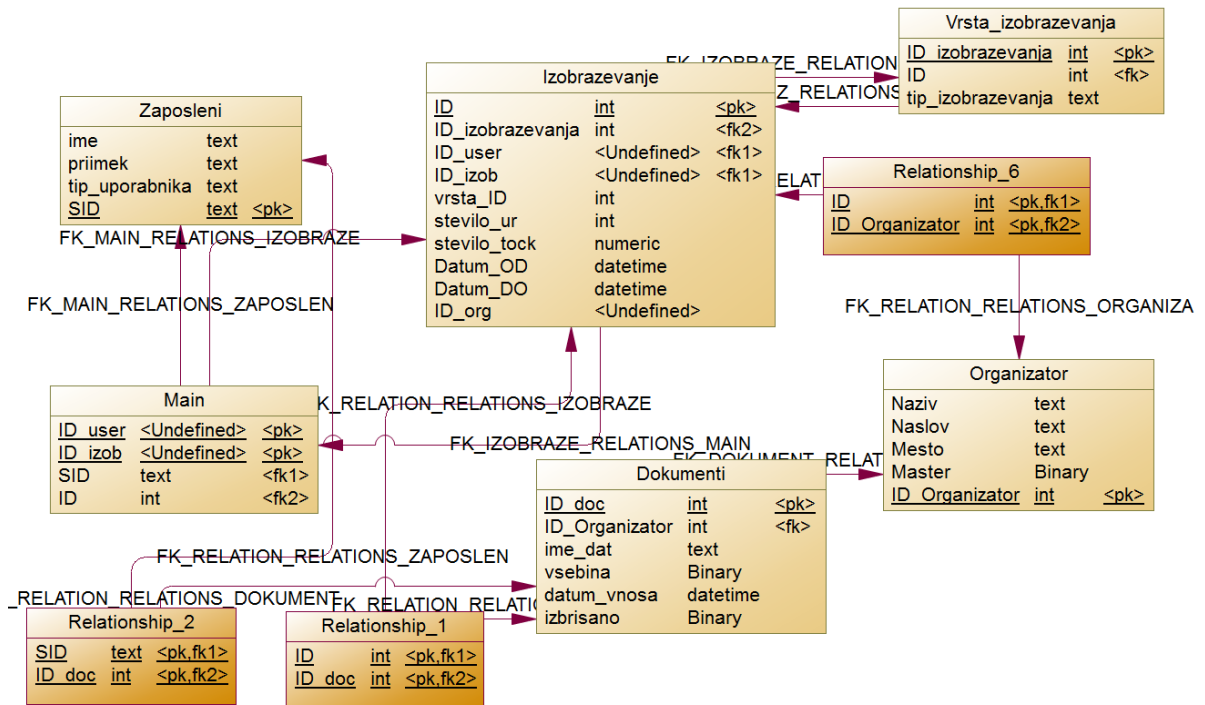 Vrsta_izobrazevanja
ID_izobrazevanja int <pk>
ID int <fk>
tip_izobrazevanja text
FK_IZOBRAZE_RELATION
Z_RELATIONS
Izobrazevanje
ID int <pk>
ID_izobrazevanja int <fk2>
ID_user <Undefined> <fk1>
ID_izob <Undefined> <fk1>
vrsta_ID int
stevilo_ur int
stevilo_tock numeric
Datum_OD datetime
Datum_DO datetime
ID_org <Undefined>
Zaposleni
ime text
priimek text
tip_uporabnika text
SID text <pk>
Relationship_6
ID int <pk,fk1>
ID_Organizator int <pk,fk2>
ELAT
FK_MAIN_RELATIONS_IZOBRAZE
FK_MAIN_RELATIONS_ZAPOSLEN
FK_RELATION_RELATIONS_ORGANIZA
Organizator
Naziv text
Naslov text
Mesto text
Master Binary
ID_Organizator int <pk>
Main
ID_user <Undefined> <pk>
ID_izob <Undefined> <pk>
SID text <fk1>
ID int <fk2>
K_RELATION_RELATIONS_IZOBRAZE
FK_IZOBRAZE_RELATIONS_MAIN
FK_DOKUMENT_RELAT
Dokumenti
ID_doc int <pk>
ID_Organizator int <fk>
ime_dat text
vsebina Binary
datum_vnosa datetime
izbrisano Binary
FK_RELATION_RELATIONS_ZAPOSLEN
_RELATION_RELATIONS_DOKUMENT
FK_RELATION_RELATIO
Relationship_2
SID text <pk,fk1>
ID_doc int <pk,fk2>
Relationship_1
ID int <pk,fk1>
ID_doc int <pk,fk2>